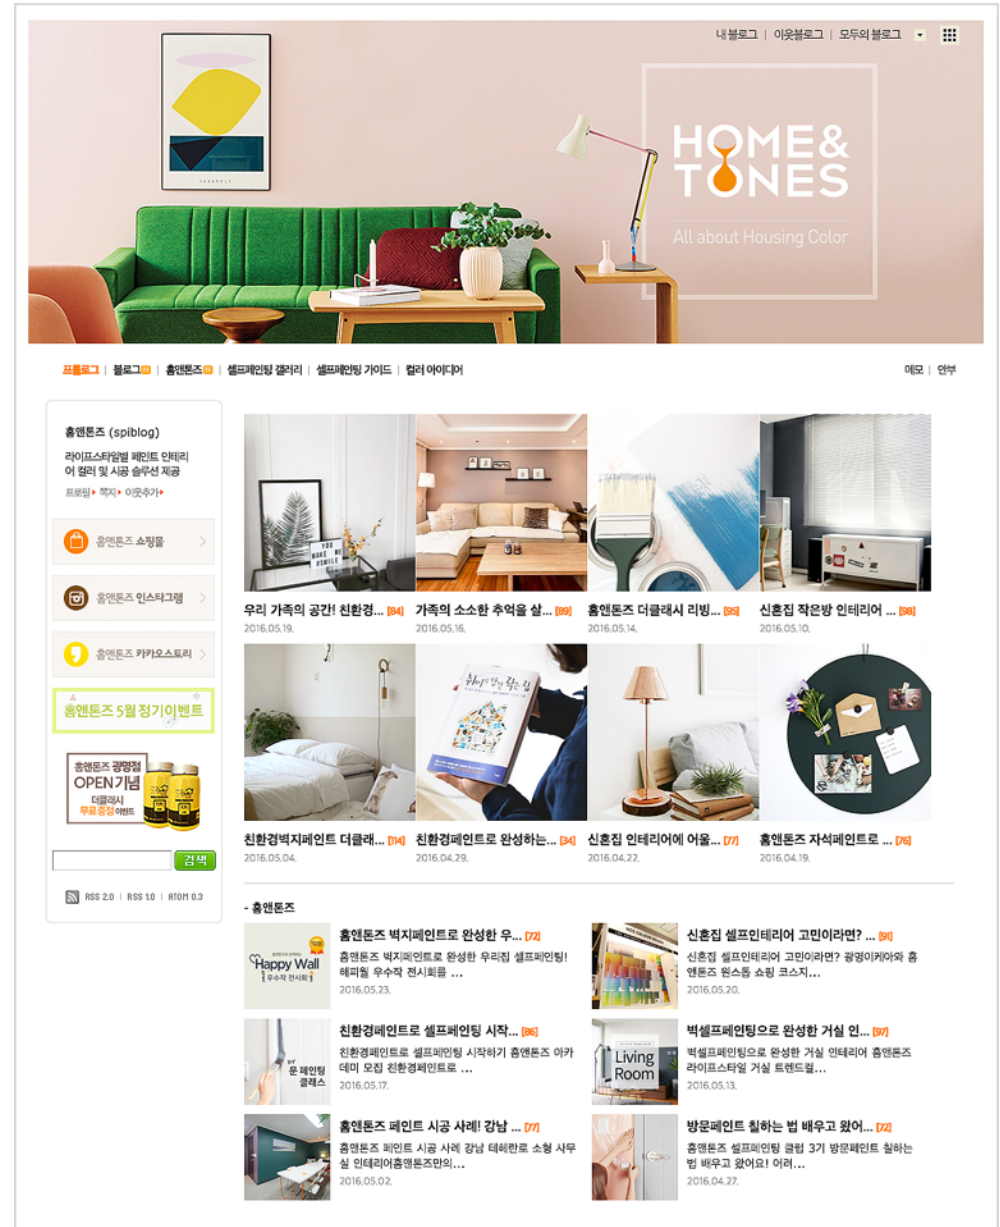 내 블로그 | 이웃블로그 | 모두의 블로그
HOME&
TONES
All about Housing Color
프롤로그 | 블로그 | 홈앤톤즈 | 셀프페인팅 갤러리 | 셀프페인팅 가이드 | 컬러 아이디어
메모 | 안부
홈앤톤즈 (spiblog)
라이프스타일별 페인트 인테리
어 컬러 및 시공 솔루션 제공
프로필 쪽지 이웃추가
홈앤톤즈 쇼핑몰
홈앤톤즈 인스타그램
홈앤톤즈 카카오스토리
홈앤톤즈 5월 정기이벤트
홈앤톤즈 광명점
OPEN 기념
더클래시
무료증정 이벤트
검색
RSS 2.0 | RSS 1.0 | ATOM 0.3
YOU
MAKE ME
우리 가족의 공간! 친환경... [84]
2016.05.19.
가족의 소소한 추억을 살... [89]
2016.05.16.
홈앤톤즈 더클래시 리빙... [95]
2016.05.14.
신혼집 작은방 인테리어 ... [98]
2016.05.10.
친환경벽지페인트 더클래... [114]
2016.05.04.
친환경페인트로 완성하는... [34]
2016.04.29.
신혼집 인테리어에 어울... [77]
2016.04.22.
홈앤톤즈 자석페인트로 ... [76]
2016.04.19.
- 홈앤톤즈
Happy Wall
우수작 전시회
홈앤톤즈 벽지페인트로 완성한 우... [72]
홈앤톤즈 벽지페인트로 완성한 우리집 셀프페인팅!
해피월 우수작 전시회를 ...
2016.05.23.
신혼집 셀프인테리어 고민이라면? ... [91]
신혼집 셀프인테리어 고민이라면? 광명이케아와 홈
앤톤즈 원스톱 쇼핑 코스지...
2016.05.20.
문 페인팅
클래스
친환경페인트로 셀프페인팅 시작... [86]
친환경페인트로 셀프페인팅 시작하기 홈앤톤즈 아카
데미 모집 친환경페인트로 ...
2016.05.17.
Living
Room
벽셀프페인팅으로 완성한 거실 인... [97]
벽셀프페인팅으로 완성한 거실 인테리어 홈앤톤즈
라이프스타일 거실 트렌드컬...
2016.05.13.
홈앤톤즈 페인트 시공 사례! 강남 ... [77]
홈앤톤즈 페인트 시공 사례 강남 테헤란로 소형 사무
실 인테리어홈앤톤즈만의...
2016.05.02.
방문페인트 칠하는 법 배우고 왔어... [72]
홈앤톤즈 셀프페인팅 클럽 3기 방문페인트 칠하는
법 배우고 왔어요! 어려...
2016.04.27.